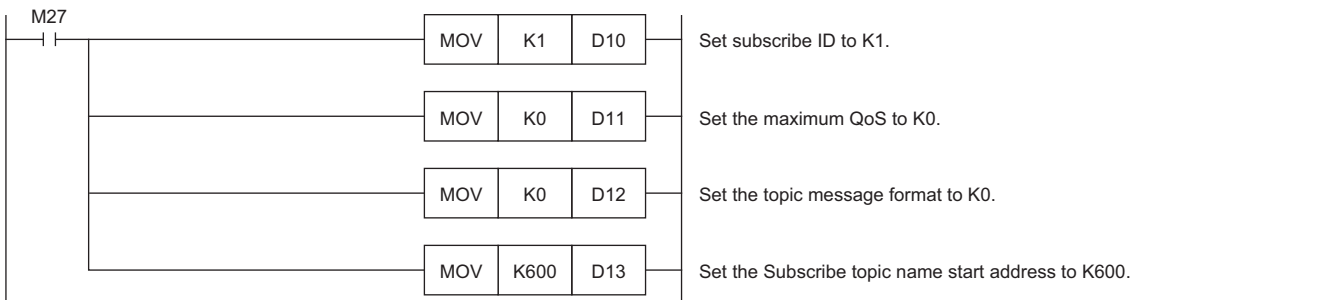 M27
MOV K1 D10 Set subscribe ID to K1.
MOV K0 D11 Set the maximum QoS to K0.
MOV K0 D12 Set the topic message format to K0.
MOV K600 D13 Set the Subscribe topic name start address to K600.